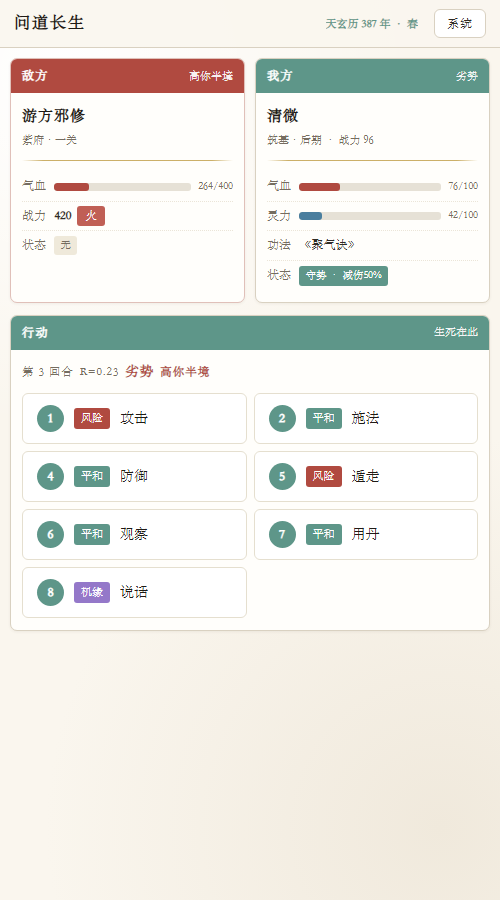 问道长生
天玄历 387 年 · 春
系统
敌方 高你半境
游方邪修
紫府 · 一关
气血 264/400
战力 420 火
状态 无
我方 劣势
清微
筑基 · 后期 · 战力 96
气血 76/100
灵力 42/100
功法 《聚气诀》
状态 守势 · 减伤50%
行动 生死在此
第 3 回合 R=0.23 劣势 高你半境
1 风险 攻击
2 平和 施法
4 平和 防御
5 风险 遁走
6 平和 观察
7 平和 用丹
8 机缘 说话